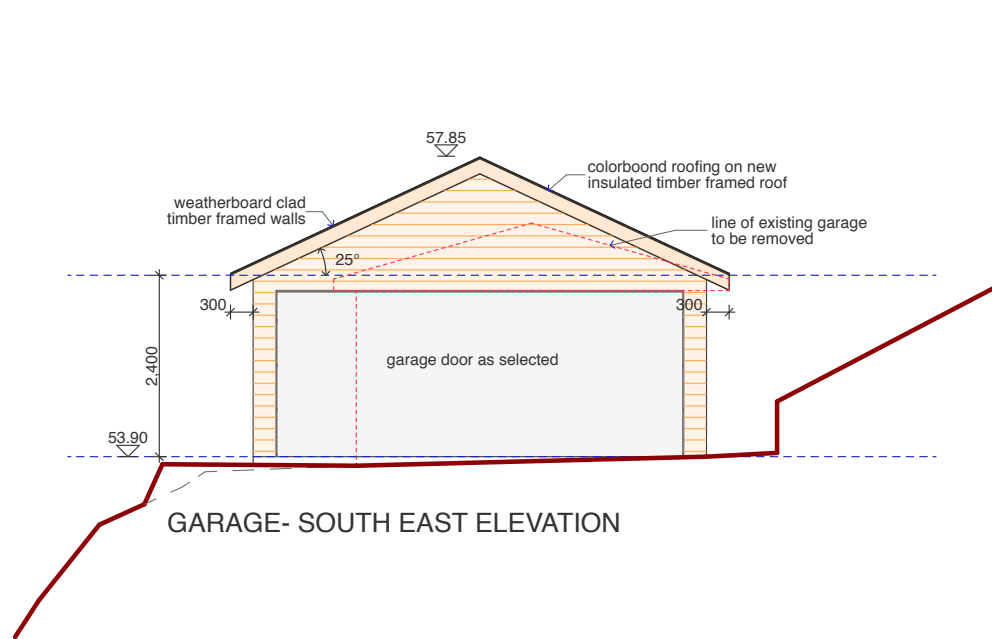 57.85
colorboond roofing on new
insulated timber framed roof
weatherboard clad
timber framed walls
line of existing garage
to be removed
25°
300
300
2,400
garage door as selected
53.90
GARAGE- SOUTH EAST ELEVATION